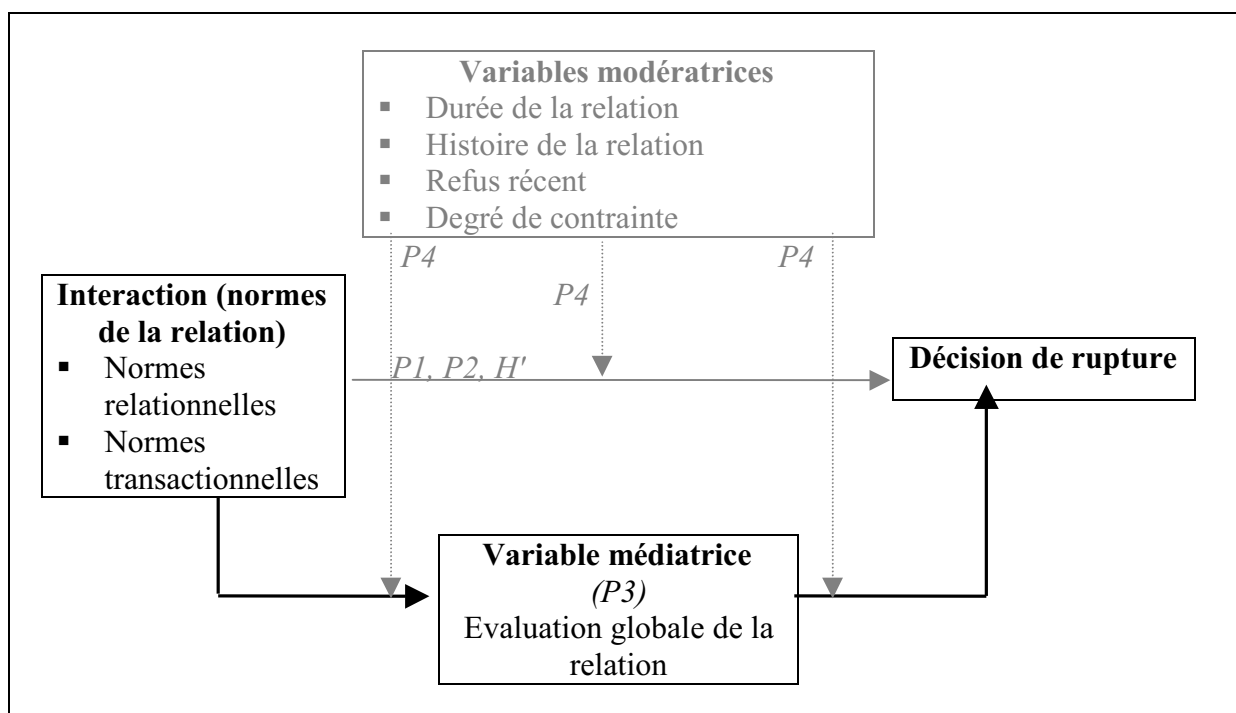 Variables modératrices
▪ Durée de la relation
▪ Histoire de la relation
▪ Refus récent
▪ Degré de contrainte
P4
P4
P4
Interaction (normes
de la relation)
▪ Normes
relationnelles
▪ Normes
transactionnelles
P1, P2, H'
Décision de rupture
Variable médiatrice
(P3)
Evaluation globale de la
relation